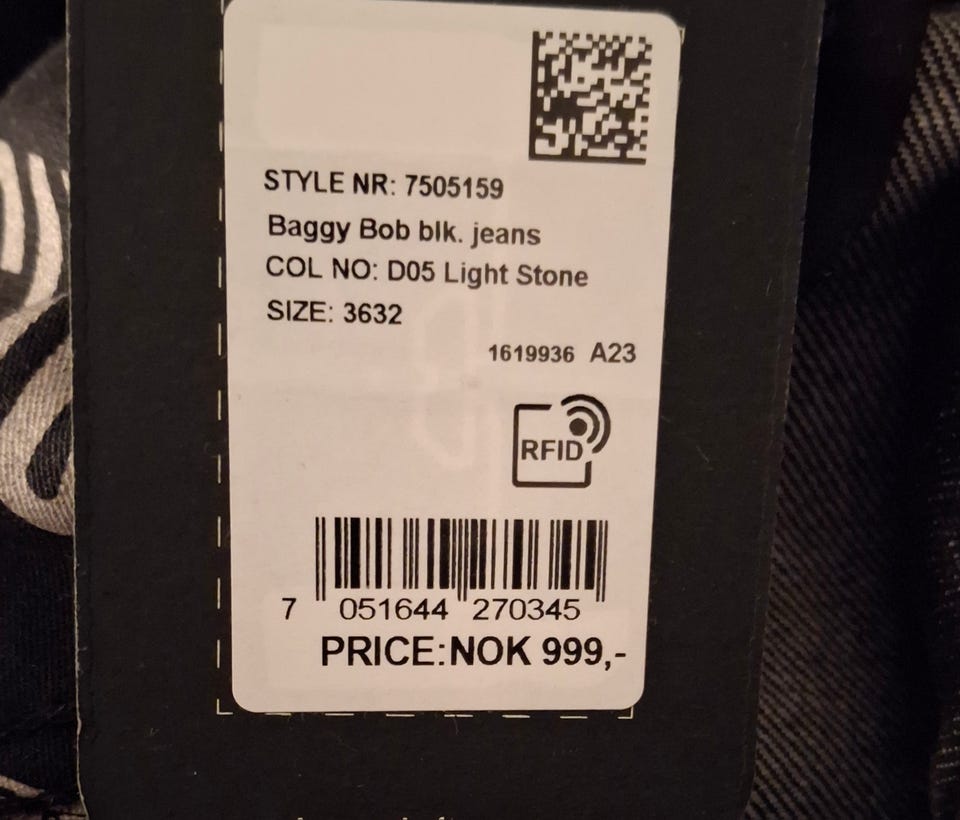 STYLE NR: 7505159
Baggy Bob blk. jeans
COL NO: D05 Light Stone
SIZE: 3632
1619936 A23
RFID
7 051644 270345
PRICE:NOK 999,-